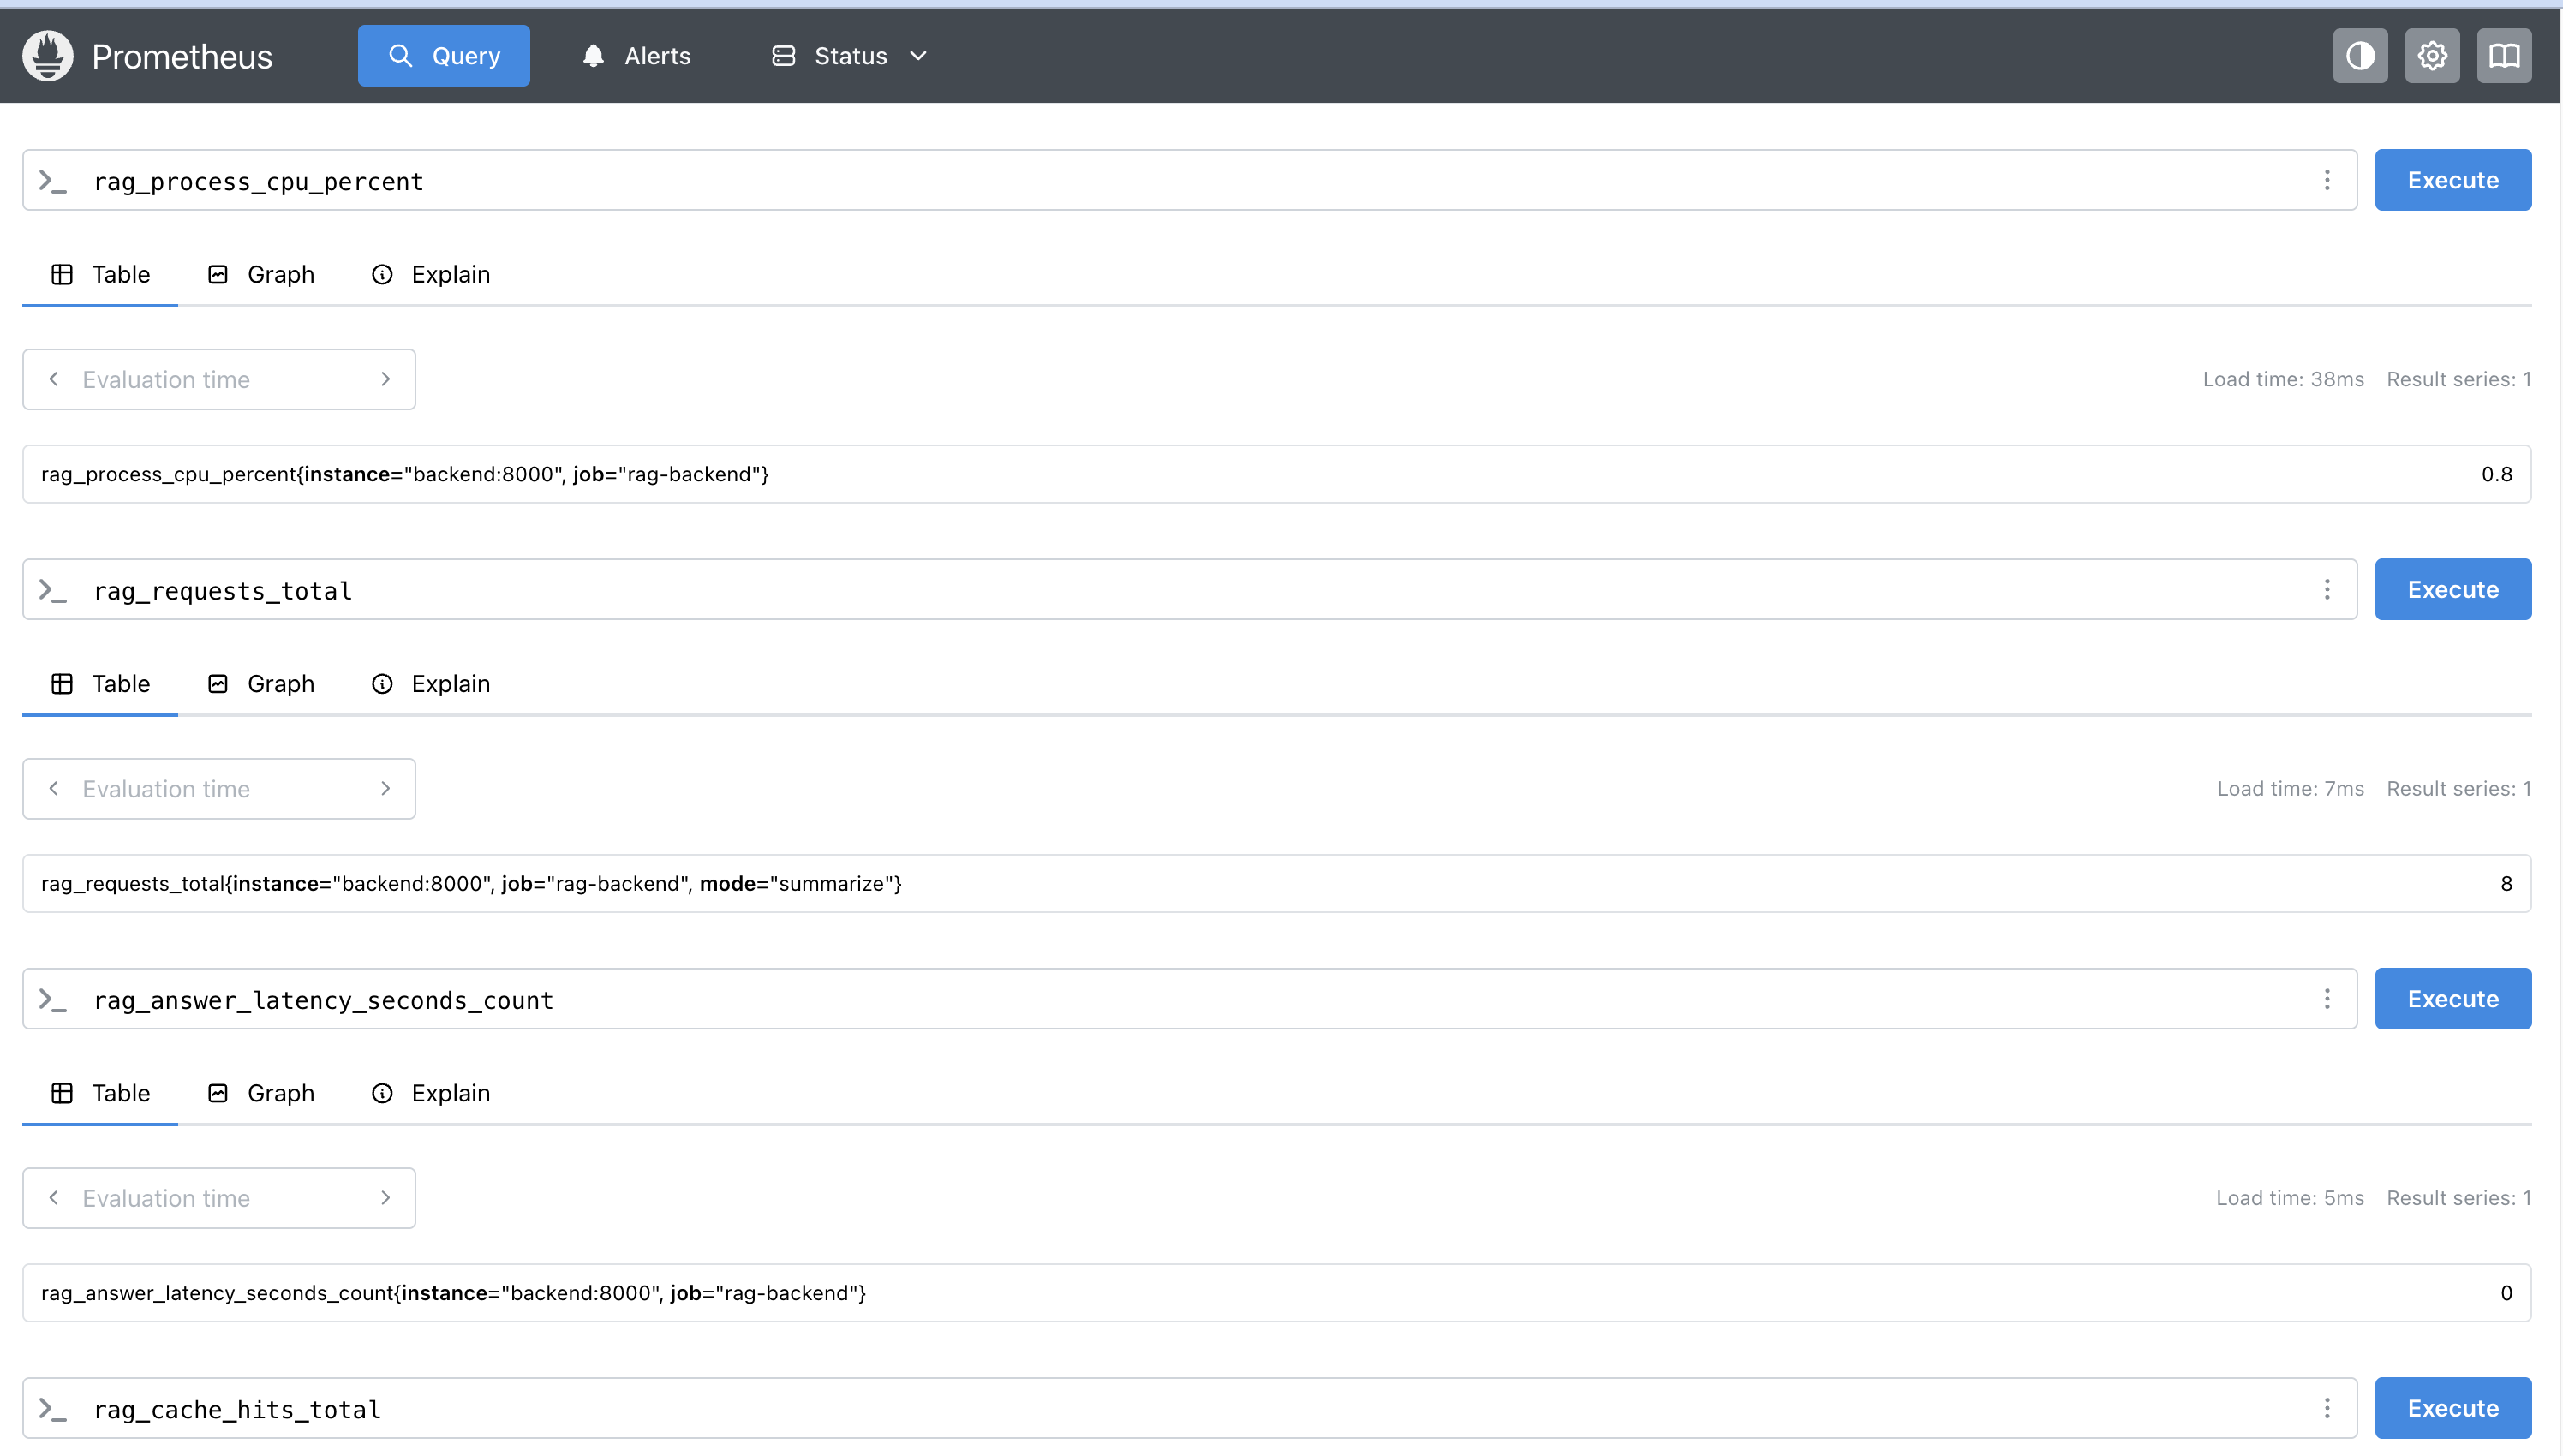 Prometheus Query Alerts Status
rag_process_cpu_percent Execute
Table Graph Explain
Evaluation time Load time: 38ms Result series: 1
rag_process_cpu_percent{instance="backend:8000", job="rag-backend"} 0.8
rag_requests_total Execute
Table Graph Explain
Evaluation time Load time: 7ms Result series: 1
rag_requests_total{instance="backend:8000", job="rag-backend", mode="summarize"} 8
rag_answer_latency_seconds_count Execute
Table Graph Explain
Evaluation time Load time: 5ms Result series: 1
rag_answer_latency_seconds_count{instance="backend:8000", job="rag-backend"} 0
rag_cache_hits_total Execute